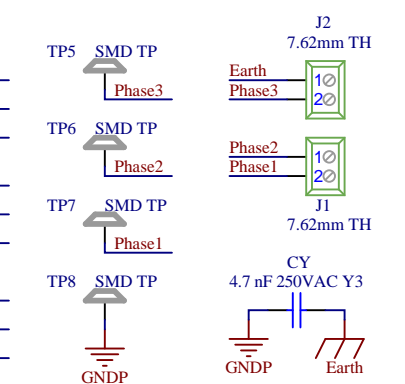 J2
7.62mm TH
TP5 SMD TP
Earth
Phase3
1
Phase3
2
TP6 SMD TP
Phase2
Phase2
1
Phase1
2
TP7 SMD TP
J1
7.62mm TH
Phase1
CY
TP8 SMD TP
4.7 nF 250VAC Y3
GNDP
GNDP
Earth